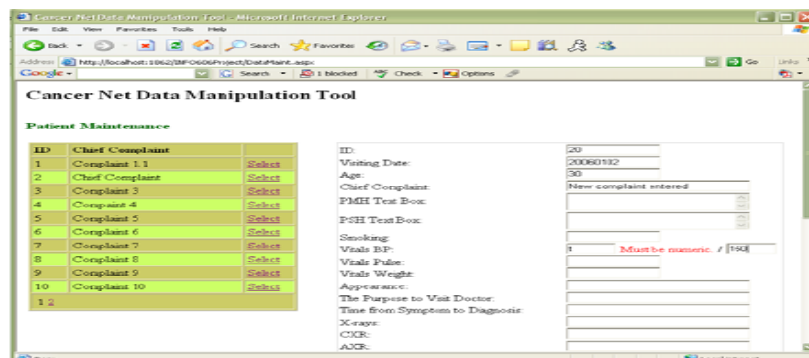 Cancer Net Data Manipulation Tool - Microsoft Internet Explorer
File Edit View Favorites Tools Help
Back Search Favorites
Address http://localhost:1062/INFO606Project/DataMaint.aspx Go Links
Google Search 1 blocked Check Options
Cancer Net Data Manipulation Tool
Patient Maintenance
ID Chief Complaint
1 Complaint 1.1 Select
2 Chief Complaint Select
3 Complaint 3 Select
4 Compaint 4 Select
5 Complaint 5 Select
6 Complaint 6 Select
7 Complaint 7 Select
8 Complaint 8 Select
9 Complaint 9 Select
10 Complaint 10 Select
1 2
ID: 20
Visiting Date: 20060102
Age: 30
Chief Complaint: New complaint entered
PMH Text Box:
PSH Text Box:
Smoking:
Vitals BP: 1 Must be numeric. / 160
Vitals Pulse:
Vitals Weight:
Appearance:
The Purpose to Visit Doctor:
Time from Symptom to Diagnosis:
X-rays:
CXR:
AXR: